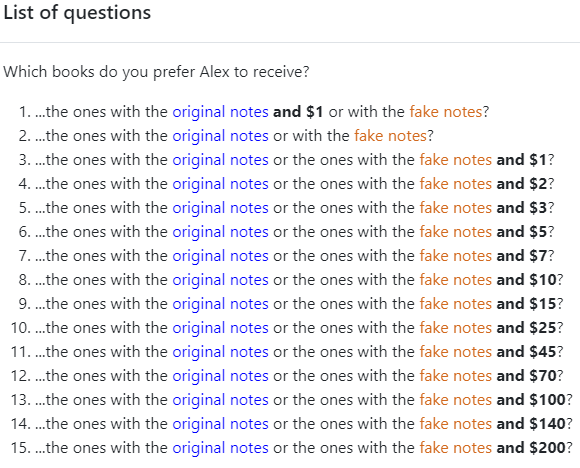 List of questions
Which books do you prefer Alex to receive?
1. ...the ones with the original notes and $1 or with the fake notes?
2. ...the ones with the original notes or with the fake notes?
3. ...the ones with the original notes or the ones with the fake notes and $1?
4. ...the ones with the original notes or the ones with the fake notes and $2?
5. ...the ones with the original notes or the ones with the fake notes and $3?
6. ...the ones with the original notes or the ones with the fake notes and $5?
7. ...the ones with the original notes or the ones with the fake notes and $7?
8. ...the ones with the original notes or the ones with the fake notes and $10?
9. ...the ones with the original notes or the ones with the fake notes and $15?
10. ...the ones with the original notes or the ones with the fake notes and $25?
11. ...the ones with the original notes or the ones with the fake notes and $45?
12. ...the ones with the original notes or the ones with the fake notes and $70?
13. ...the ones with the original notes or the ones with the fake notes and $100?
14. ...the ones with the original notes or the ones with the fake notes and $140?
15. ...the ones with the original notes or the ones with the fake notes and $200?